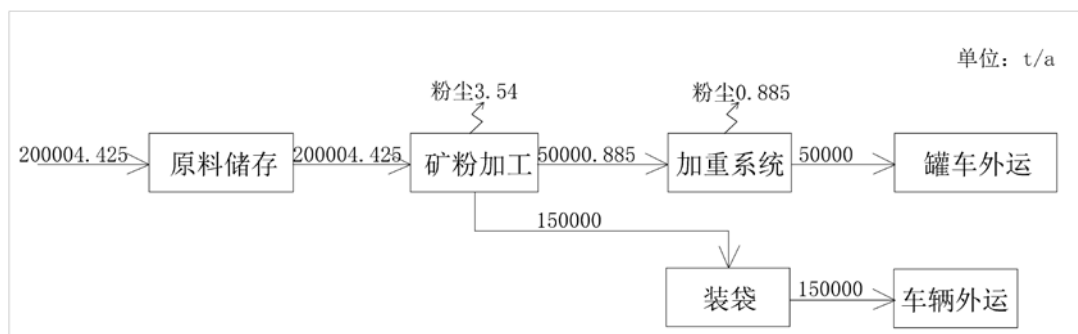 单位：t/a
粉尘3.54
粉尘0.885
200004.425
原料储存
200004.425
矿粉加工
50000.885
加重系统
50000
罐车外运
150000
装袋
150000
车辆外运